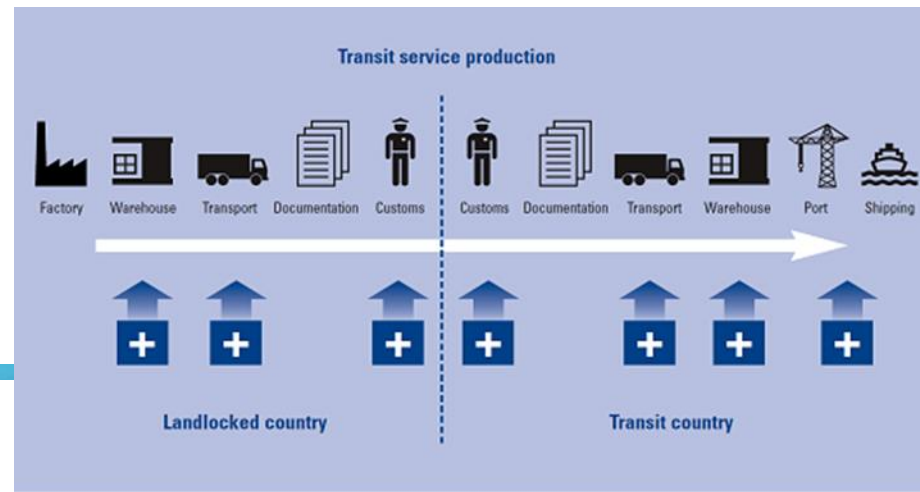 Transit service production
Factory Warehouse Transport Documentation Customs Customs Documentation Transport Warehouse Port Shipping
+ + + + + + +
Landlocked country Transit country